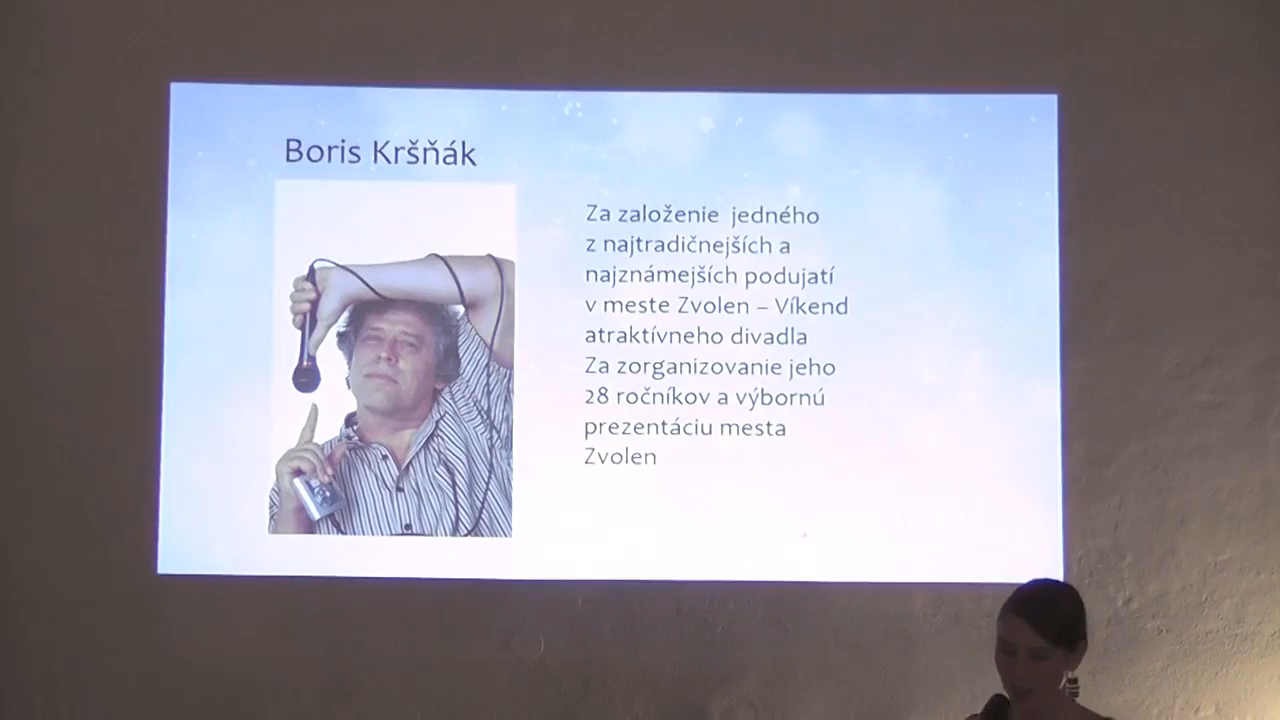 Boris Kršňák
Za založenie jedného
z najtradičnejších a
najznámejších podujatí
v meste Zvolen – Víkend
atraktívneho divadla
Za zorganizovanie jeho
28 ročníkov a výbornú
prezentáciu mesta
Zvolen